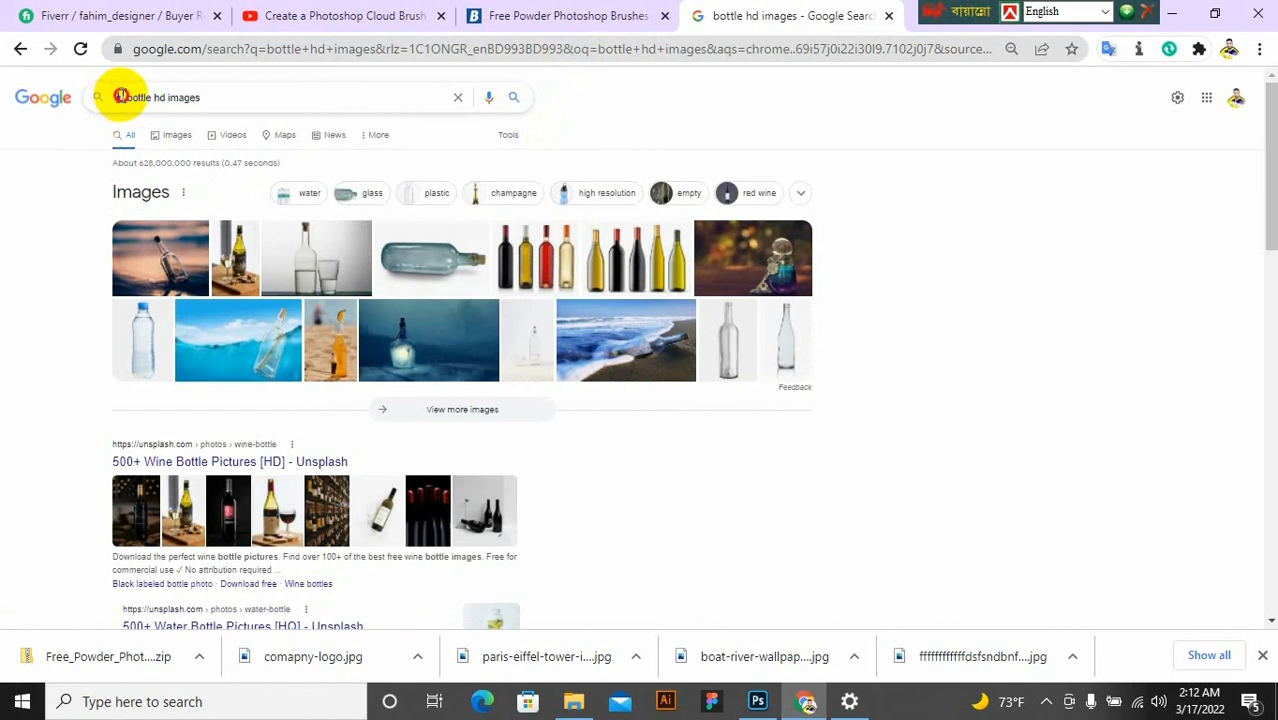 Fiverr / fahim_designer / Buyer R
Cloud Trus
Free Powder Photoshop Brushes
bottle hd images - Google Sear
English
google.com/search?q=bottle+hd+images&rlz=1C1ONGR_enBD993BD993&oq=bottle+hd+images&aqs=chrome..69i57j0i22i30l9.7102j0j7&source...
Google
bottle hd images
All
Images
Videos
Maps
News
More
Tools
About 628,000,000 results (0.47 seconds)
Images
water
glass
plastic
champagne
high resolution
empty
red wine
Feedback
View more images
https://unsplash.com › photos › wine-bottle
500+ Wine Bottle Pictures [HD] - Unsplash
Download the perfect wine bottle pictures. Find over 100+ of the best free wine bottle images. Free for
commercial use ✓ No attribution required ...
Black labeled bottle photo · Download free · Wine bottles
https://unsplash.com › photos › water-bottle
500+ Water Bottle Pictures [HQ] - Unsplash
Free_Powder_Phot....zip
comapny-logo.jpg
paris-eiffel-tower-i....jpg
boat-river-wallpap....jpg
fffffffffffdsfsndbnf....jpg
Show all
Type here to search
Ai
Ps
73°F
2:12 AM
3/17/2022
5